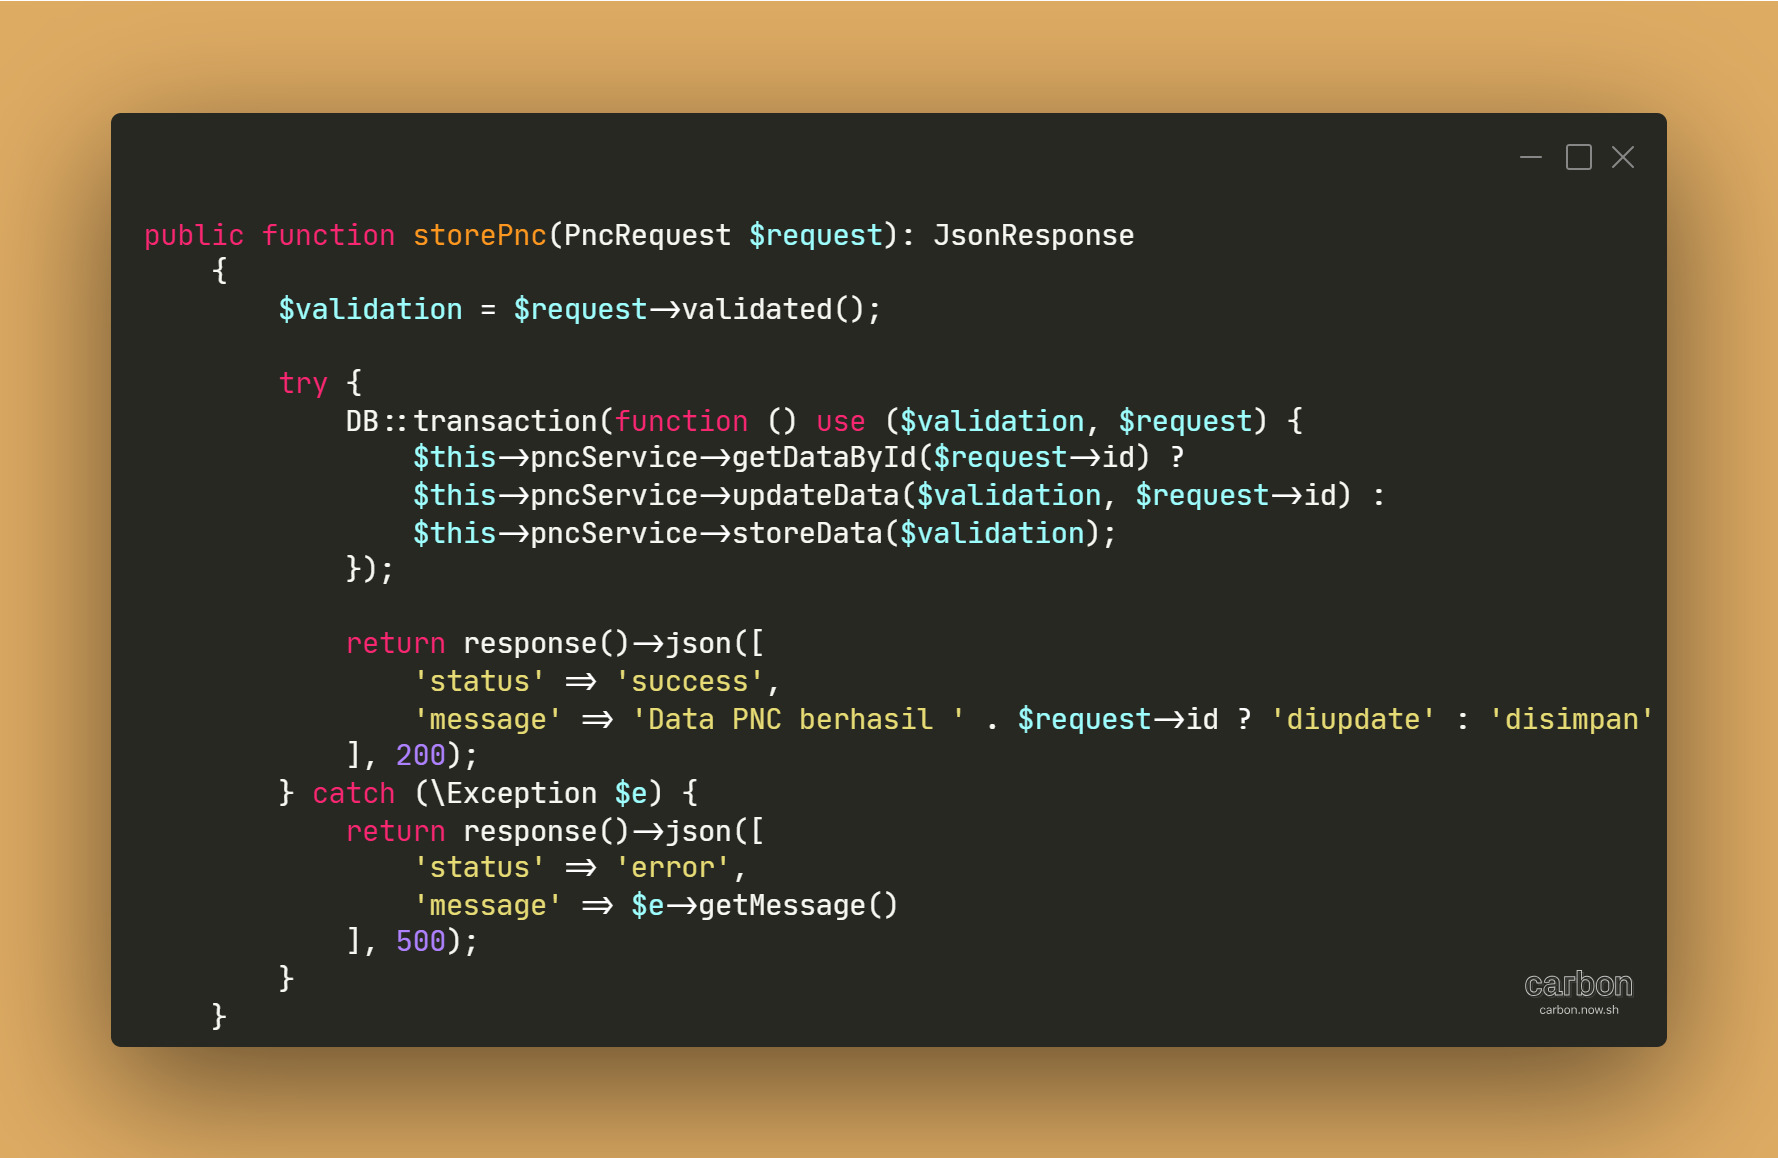 public function storePnc(PncRequest $request): JsonResponse
    {
        $validation = $request->validated();

        try {
            DB::transaction(function () use ($validation, $request) {
                $this->pncService->getDataById($request->id) ?
                $this->pncService->updateData($validation, $request->id) :
                $this->pncService->storeData($validation);
            });

            return response()->json([
                'status' => 'success',
                'message' => 'Data PNC berhasil ' . $request->id ? 'diupdate' : 'disimpan'
            ], 200);
        } catch (\Exception $e) {
            return response()->json([
                'status' => 'error',
                'message' => $e->getMessage()
            ], 500);
        }
    }
carbon
carbon.now.sh